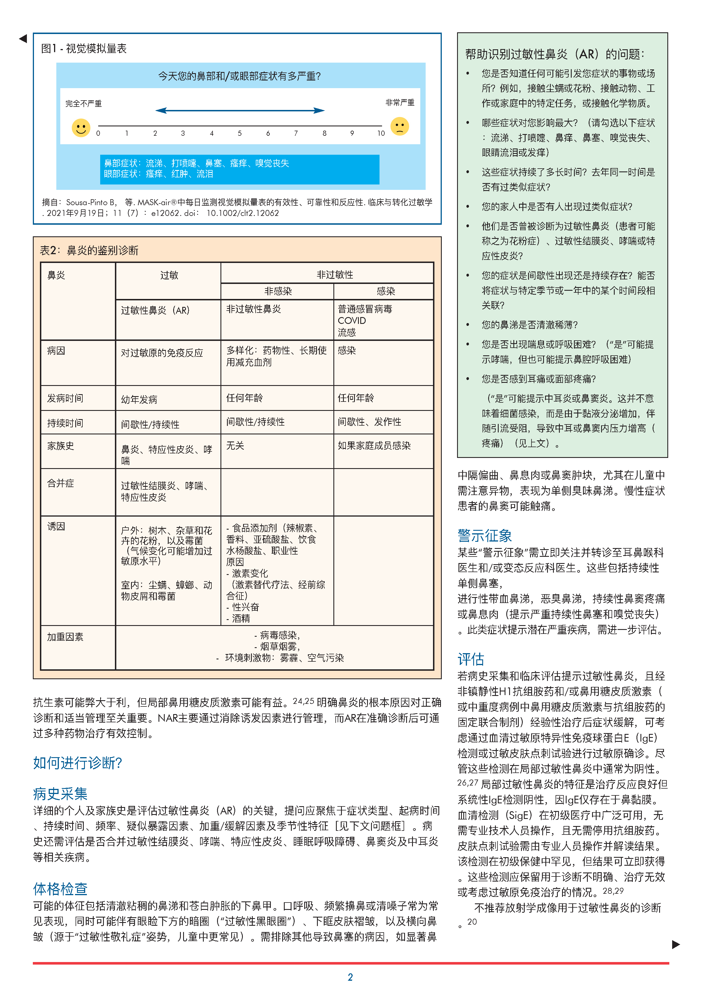 图1 - 视觉模拟量表
今天您的鼻部和/或眼部症状有多严重？
完全不严重
非常严重
0 1 2 3 4 5 6 7 8 9 10
鼻部症状：流涕、打喷嚏、鼻塞、瘙痒、嗅觉丧失
眼部症状：瘙痒、红肿、流泪
摘自：Sousa-Pinto B， 等. MASK-air®中每日监测视觉模拟量表的有效性、可靠性和反应性. 临床与转化过敏学
. 2021年9月19日；11（7）：e12062. doi： 10.1002/clt2.12062
表2：鼻炎的鉴别诊断
鼻炎 过敏 非过敏性
非感染 感染
过敏性鼻炎（AR） 非过敏性鼻炎 普通感冒病毒
COVID
流感
病因 对过敏原的免疫反应 多样化：药物性、长期使 感染
用减充血剂
发病时间 幼年发病 任何年龄 任何年龄
持续时间 间歇性/持续性 间歇性/持续性 间歇性、发作性
家族史 鼻炎、特应性皮炎、哮 无关 如果家庭成员感染
喘
合并症 过敏性结膜炎、哮喘、
特应性皮炎
诱因
户外：树木、杂草和花
卉的花粉，以及霉菌
（气候变化可能增加过
敏原水平）
室内：尘螨、蟑螂、动
物皮屑和霉菌
- 食品添加剂（辣椒素、
香料、亚硫酸盐、饮食
水杨酸盐、职业性
原因
- 激素变化
（激素替代疗法、经前综
合征）
- 性兴奋
- 酒精
加重因素
- 病毒感染，
- 烟草烟雾，
- 环境刺激物：雾霾、空气污染
抗生素可能弊大于利，但局部鼻用糖皮质激素可能有益。24,25 明确鼻炎的根本原因对正确
诊断和适当管理至关重要。NAR主要通过消除诱发因素进行管理，而AR在准确诊断后可通
过多种药物治疗有效控制。
如何进行诊断？
病史采集
详细的个人及家族史是评估过敏性鼻炎（AR）的关键，提问应聚焦于症状类型、起病时间
、持续时间、频率、疑似暴露因素、加重/缓解因素及季节性特征［见下文问题框］。病
史还需评估是否合并过敏性结膜炎、哮喘、特应性皮炎、睡眠呼吸障碍、鼻窦炎及中耳炎
等相关疾病。
体格检查
可能的体征包括清澈粘稠的鼻涕和苍白肿胀的下鼻甲。口呼吸、频繁擤鼻或清嗓子常为常
见表现，同时可能伴有眼睑下方的暗圈（“过敏性黑眼圈”）、下眶皮肤褶皱，以及横向鼻
皱（源于“过敏性敬礼症”姿势，儿童中更常见）。需排除其他导致鼻塞的病因，如显著鼻
帮助识别过敏性鼻炎（AR）的问题：
• 您是否知道任何可能引发您症状的事物或场
所？例如，接触尘螨或花粉、接触动物、工
作或家庭中的特定任务，或接触化学物质。
• 哪些症状对您影响最大？（请勾选以下症状
：流涕、打喷嚏、鼻痒、鼻塞、嗅觉丧失、
眼睛流泪或发痒）
• 这些症状持续了多长时间？去年同一时间是
否有过类似症状？
• 您的家人中是否有人出现过类似症状？
• 他们是否曾被诊断为过敏性鼻炎（患者可能
称之为花粉症）、过敏性结膜炎、哮喘或特
应性皮炎？
• 您的症状是间歇性出现还是持续存在？能否
将症状与特定季节或一年中的某个时间段相
关联？
• 您的鼻涕是否清澈稀薄？
• 您是否出现喘息或呼吸困难？（“是”可能提
示哮喘，但也可能提示鼻腔呼吸困难）
• 您是否感到耳痛或面部疼痛？
（“是”可能提示中耳炎或鼻窦炎。这并不意
味着细菌感染，而是由于黏液分泌增加，伴
随引流受阻，导致中耳或鼻窦内压力增高（
疼痛）（见上文）。
中隔偏曲、鼻息肉或鼻窦肿块，尤其在儿童中
需注意异物，表现为单侧臭味鼻涕。慢性症状
患者的鼻窦可能触痛。
警示征象
某些“警示征象”需立即关注并转诊至耳鼻喉科
医生和/或变态反应科医生。这些包括持续性
单侧鼻塞，
进行性带血鼻涕，恶臭鼻涕，持续性鼻窦疼痛
或鼻息肉（提示严重持续性鼻塞和嗅觉丧失）
。此类症状提示潜在严重疾病，需进一步评估。
评估
若病史采集和临床评估提示过敏性鼻炎，且经
非镇静性H1抗组胺药和/或鼻用糖皮质激素（
或中重度病例中鼻用糖皮质激素与抗组胺药的
固定联合制剂）经验性治疗后症状缓解，可考
虑通过血清过敏原特异性免疫球蛋白E（IgE）
检测或过敏皮肤点刺试验进行过敏原确诊。尽
管这些检测在局部过敏性鼻炎中通常为阴性。
26,27 局部过敏性鼻炎的特征是治疗反应良好但
系统性IgE检测阴性，因IgE仅存在于鼻黏膜。
血清检测（SigE）在初级医疗中广泛可用，无
需专业技术人员操作，且无需停用抗组胺药。
皮肤点刺试验需由专业人员操作并解读结果。
该检测在初级保健中罕见，但结果可立即获得
。这些检测应保留用于诊断不明确、治疗无效
或考虑过敏原免疫治疗的情况。28,29
不推荐放射学成像用于过敏性鼻炎的诊断
。20
2